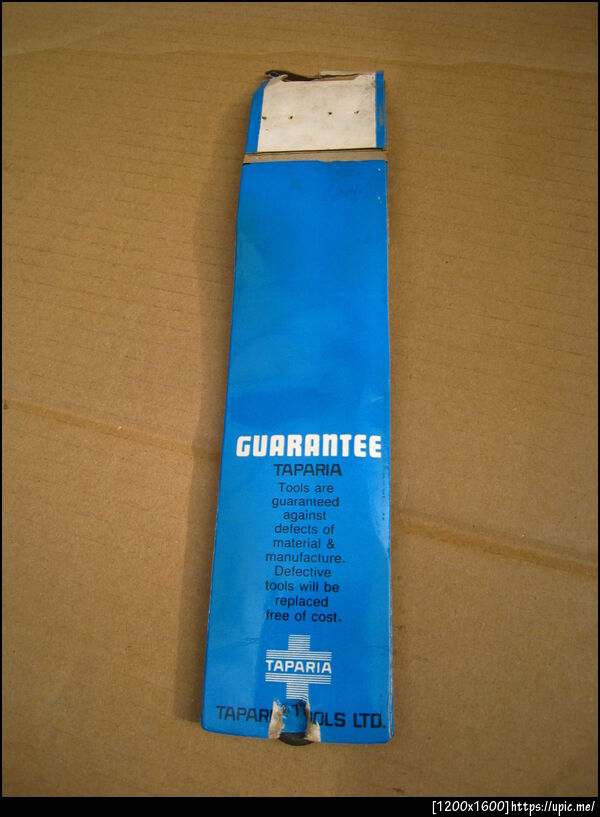 GUARANTEE
TAPARIA
Tools are
guaranteed
against
defects of
material &
manufacture.
Defective
tools will be
replaced
free of cost.
TAPARIA
LTD.
[1200x1600]https://upic.me/